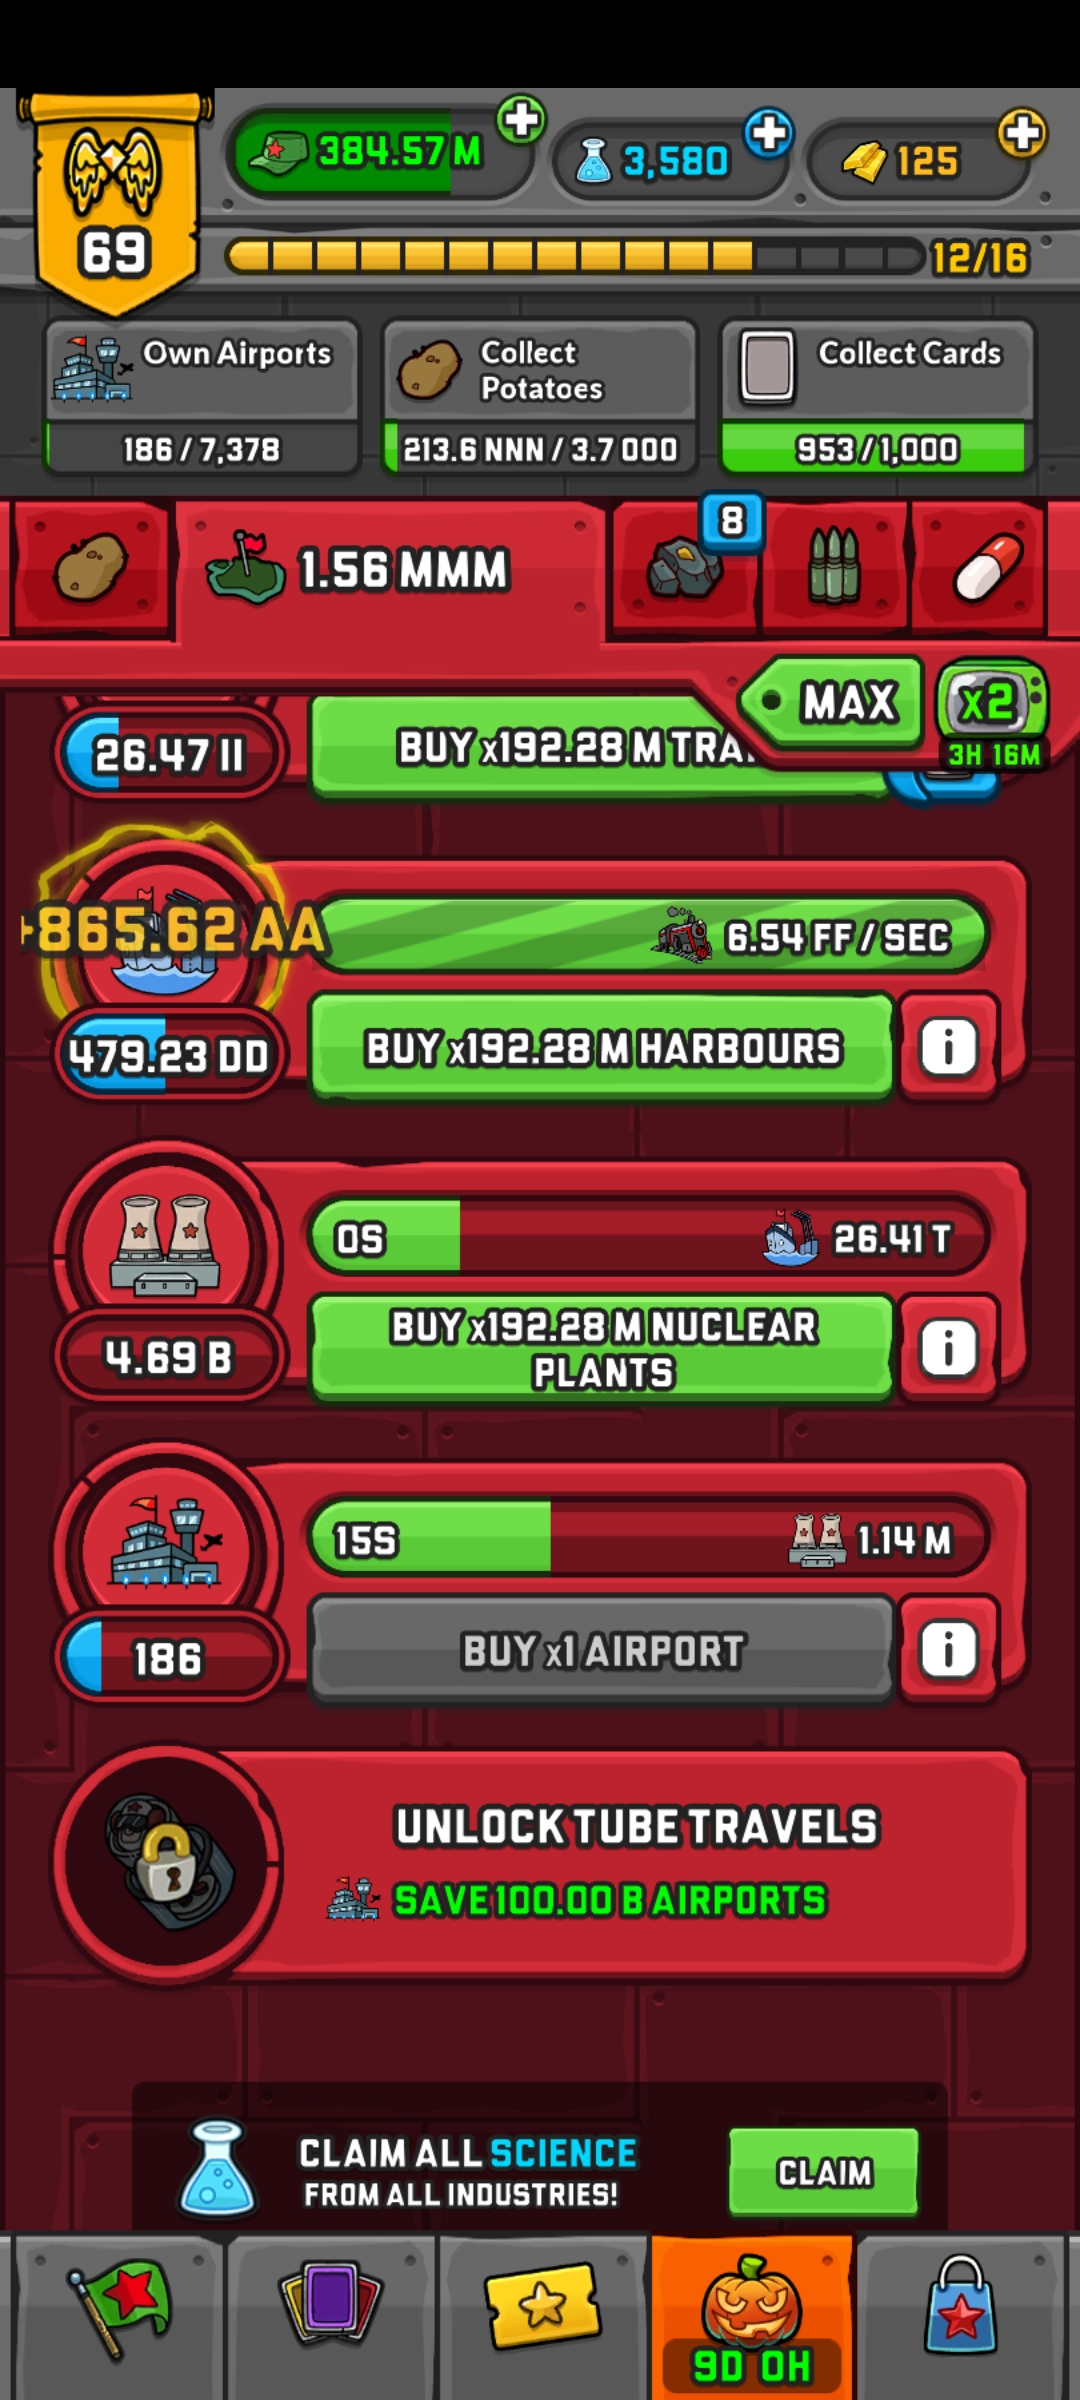 384.57 M
3,580
125
69
12/16
Own Airports
186 / 7,378
Collect
Potatoes
213.6 NNN / 3.7 OOO
Collect Cards
953 / 1,000
1.56 MMM
8
MAX
x2
3H 16M
26.47 II
BUY x192.28 M TRA
+865.62 AA
6.54 FF / SEC
479.23 DD
BUY x192.28 M HARBOURS
i
0S
26.41 T
4.69 B
BUY x192.28 M NUCLEAR
PLANTS
i
15S
1.14 M
186
BUY x1 AIRPORT
i
UNLOCK TUBE TRAVELS
SAVE 100.00 B AIRPORTS
CLAIM ALL SCIENCE
FROM ALL INDUSTRIES!
CLAIM
9D 0H